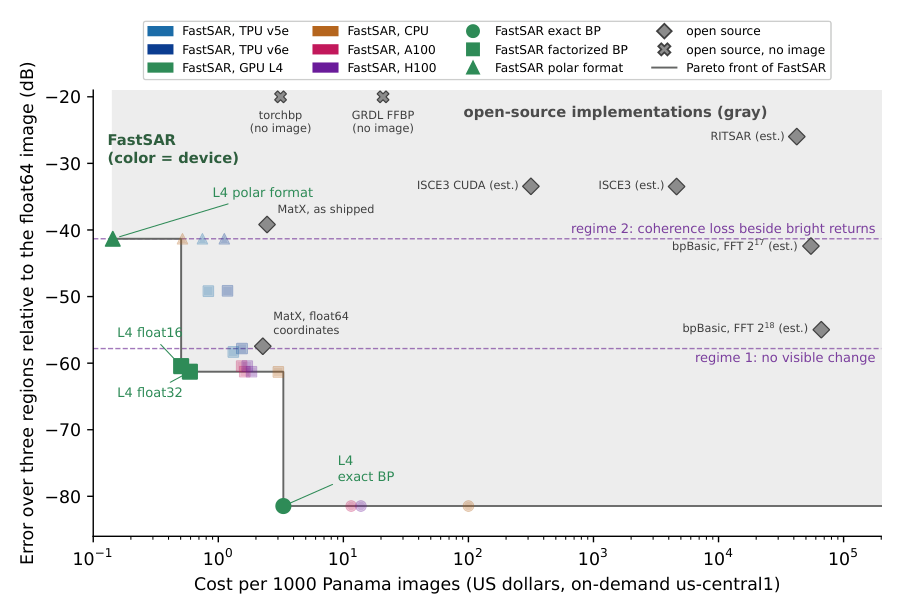 FastSAR, TPU v5e
FastSAR, TPU v6e
FastSAR, GPU L4
FastSAR, CPU
FastSAR, A100
FastSAR, H100
FastSAR exact BP
FastSAR factorized BP
FastSAR polar format
open source
open source, no image
Pareto front of FastSAR
Error over three regions relative to the float64 image (dB)
−20
−30
−40
−50
−60
−70
−80
torchbp
(no image)
GRDL FFBP
(no image)
open-source implementations (gray)
RITSAR (est.)
FastSAR
(color = device)
ISCE3 CUDA (est.)
ISCE3 (est.)
L4 polar format
MatX, as shipped
regime 2: coherence loss beside bright returns
bpBasic, FFT 2¹⁷ (est.)
MatX, float64
coordinates
bpBasic, FFT 2¹⁸ (est.)
L4 float16
regime 1: no visible change
L4 float32
L4
exact BP
10⁻¹
10⁰
10¹
10²
10³
10⁴
10⁵
Cost per 1000 Panama images (US dollars, on-demand us-central1)